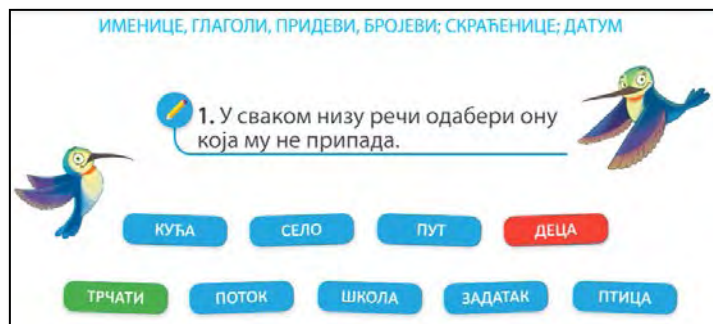 ИМЕНИЦЕ, ГЛАГОЛИ, ПРИДЕВИ, БРОЈЕВИ; СКРАЋЕНИЦЕ; ДАТУМ
1. У сваком низу речи одабери ону
која му не припада.
КУЋА СЕЛО ПУТ ДЕЦА
ТРЧАТИ ПОТОК ШКОЛА ЗАДАТАК ПТИЦА